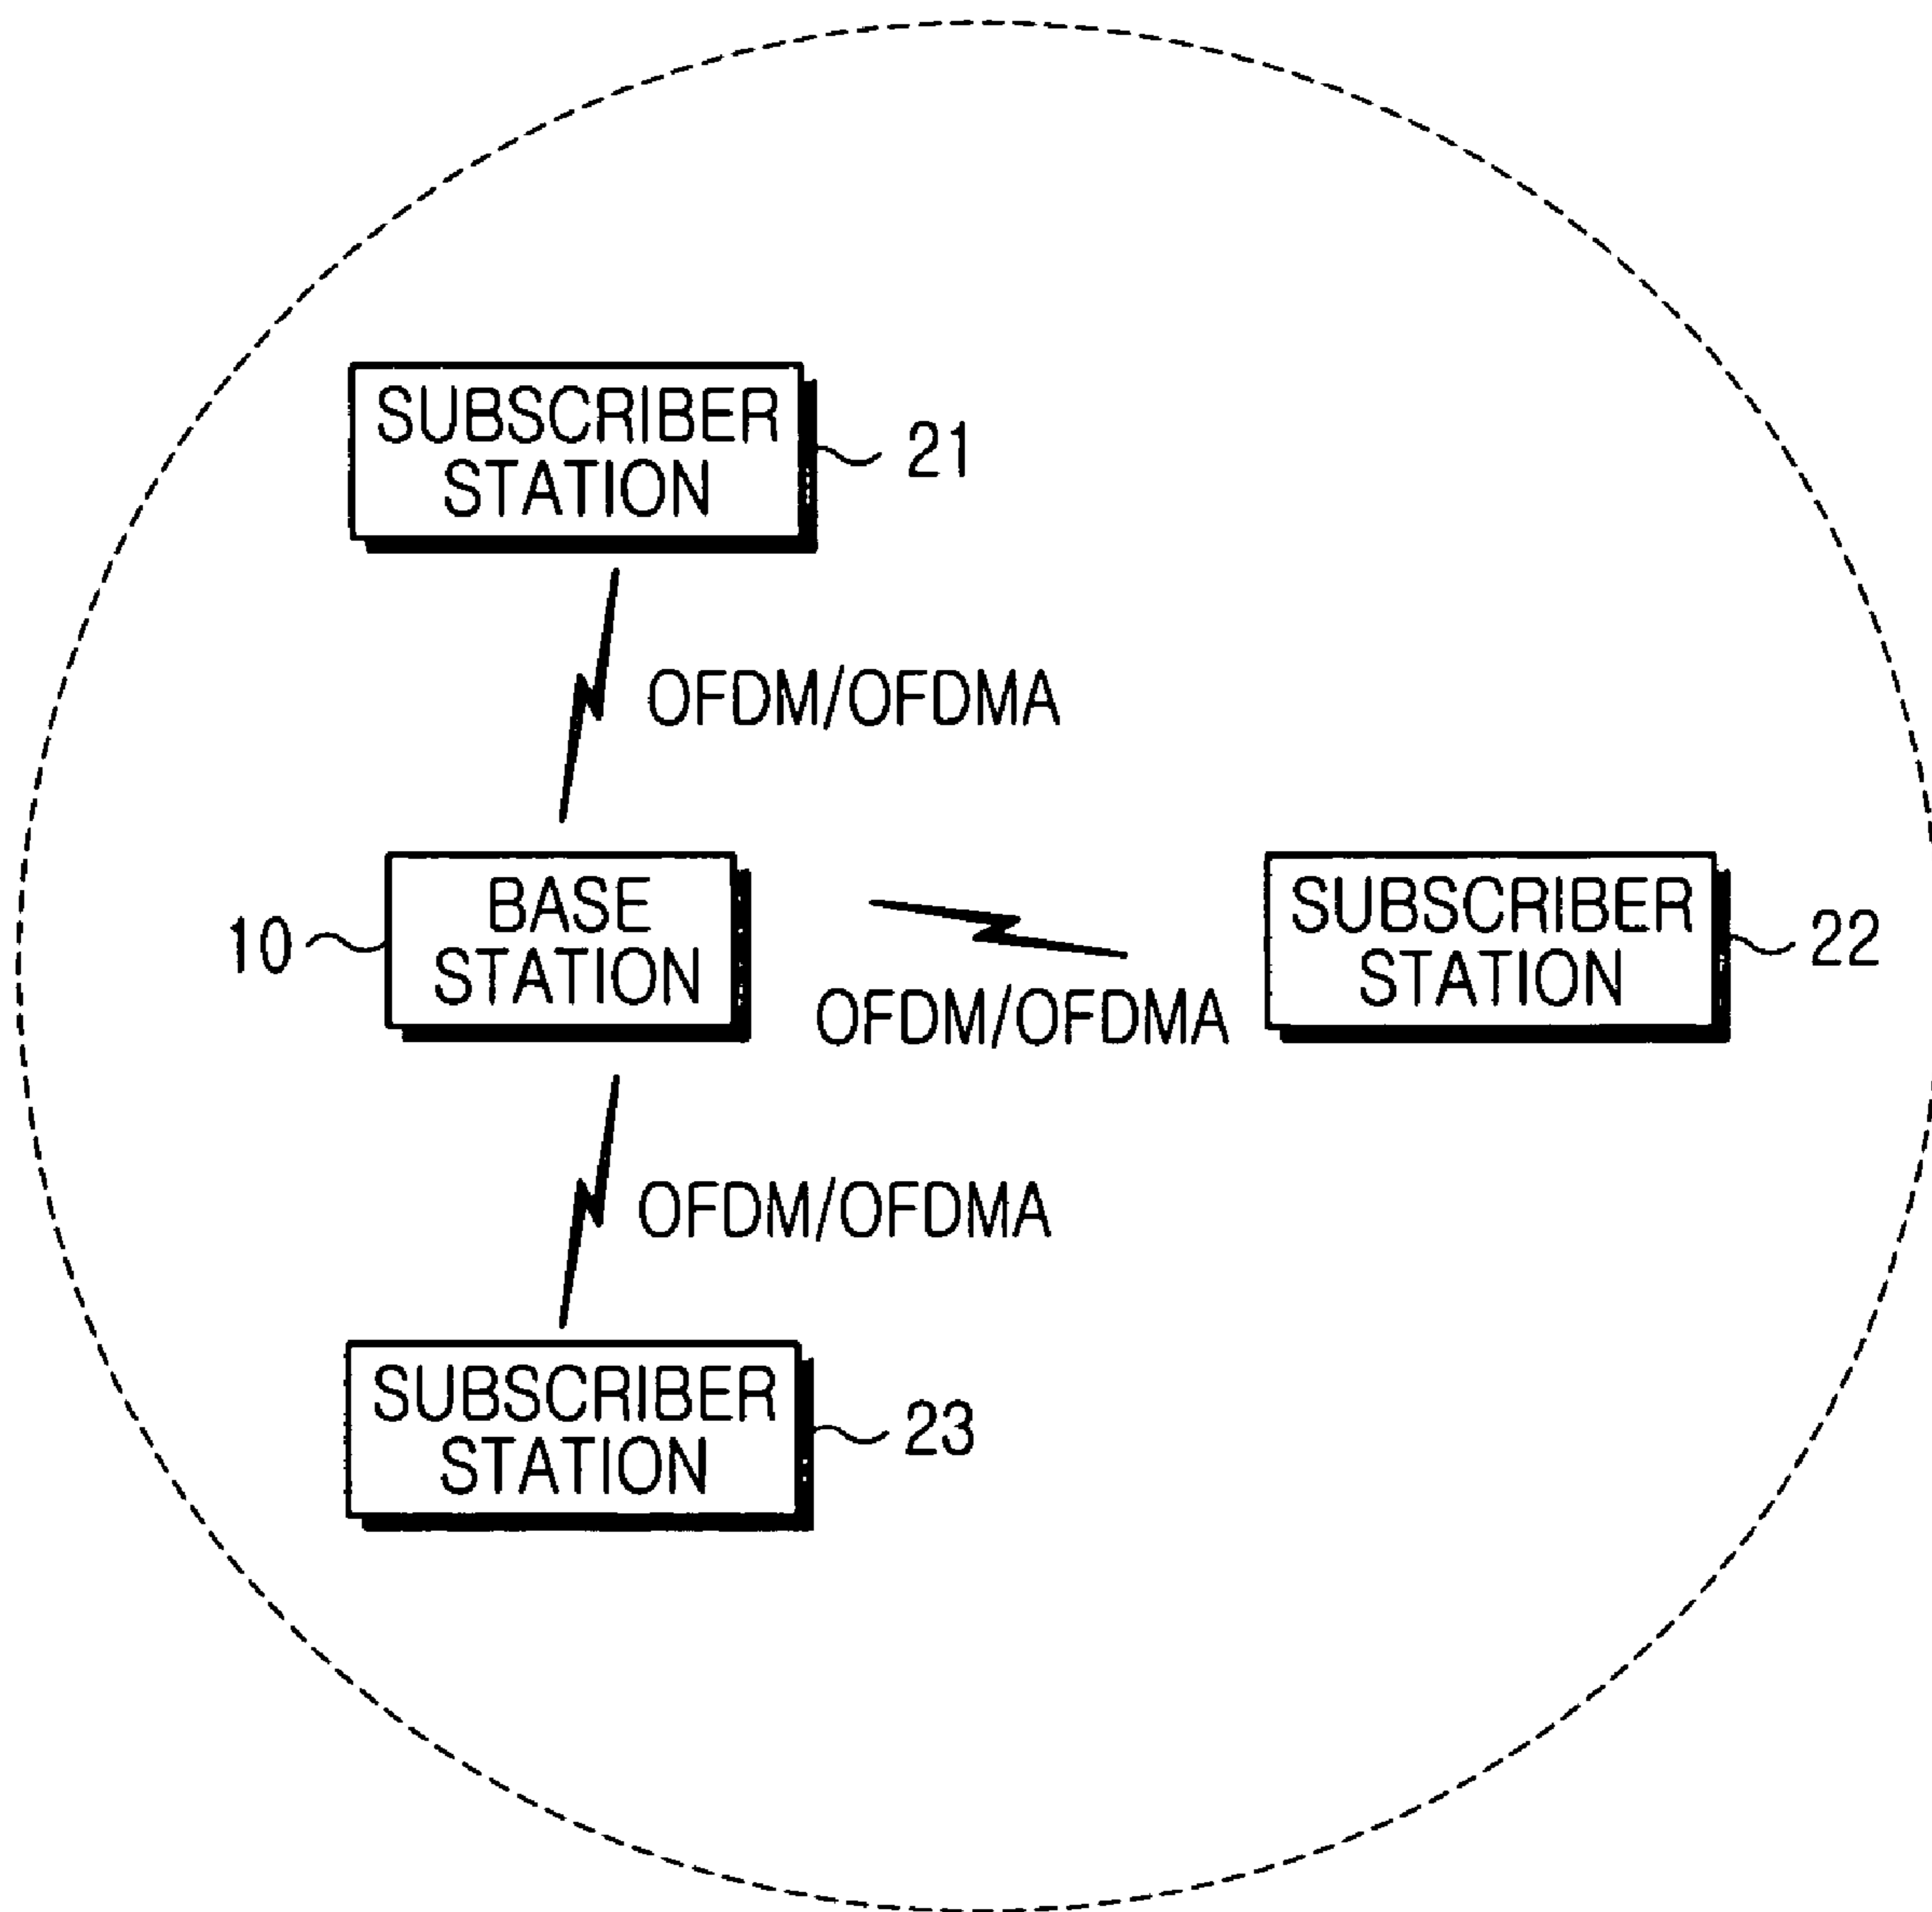 SUBSCRIBER
STATION
21
OFDM/OFDMA
10
BASE
STATION
OFDM/OFDMA
SUBSCRIBER
STATION
22
OFDM/OFDMA
SUBSCRIBER
STATION
23